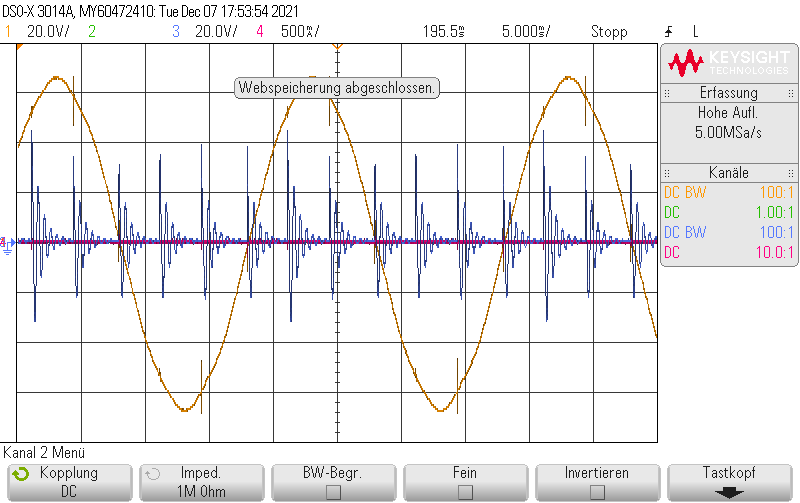 DSO-X 3014A, MY60472410: Tue Dec 07 17:53:54 2021
1 20.0V/ 2 3 20.0V/ 4 500%/ 195.5% 5.000%/ Stopp L
KEYSIGHT
TECHNOLOGIES
Webspeicherung abgeschlossen.
Erfassung
Hohe Aufl.
5.00MSa/s
Kanäle
DC BW 100:1
DC 1.00:1
DC BW 100:1
DC 10.0:1
Kanal 2 Menü
Kopplung
DC
Imped.
1M Ohm
BW-Begr.
Fein
Invertieren
Tastkopf